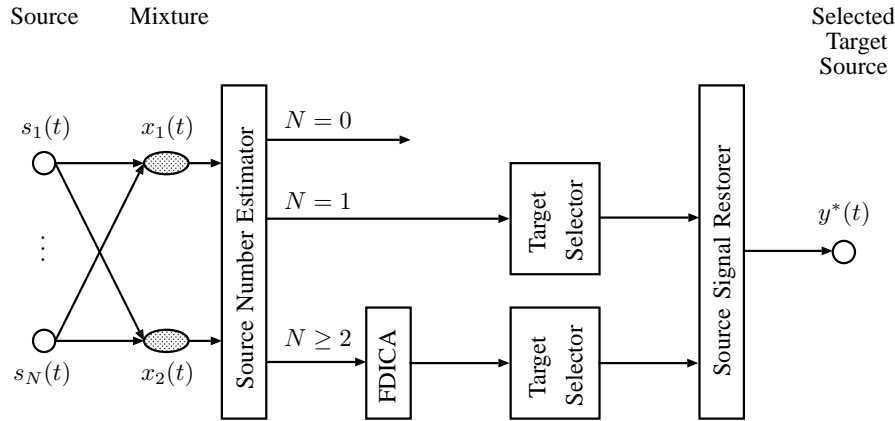 Source
Mixture
Selected
Target
Source
s₁(t)
x₁(t)
⋮
s_N(t)
x₂(t)
Source Number Estimator
N = 0
N = 1
N ≥ 2
FDICA
Target
Selector
Target
Selector
Source Signal Restorer
y*(t)